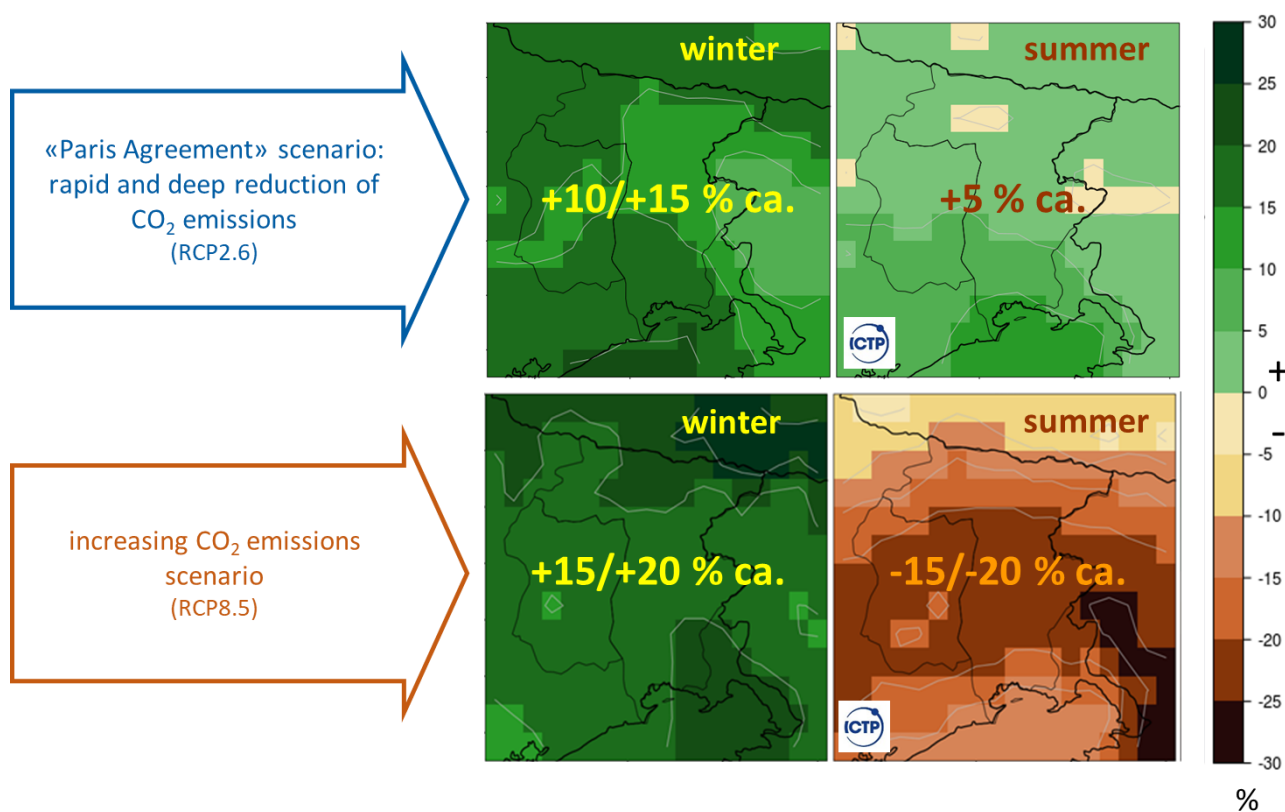 «Paris Agreement» scenario:
rapid and deep reduction of
CO₂ emissions
(RCP2.6)
winter
+10/+15 % ca.
summer
+5 % ca.
ICTP
increasing CO₂ emissions
scenario
(RCP8.5)
winter
+15/+20 % ca.
summer
-15/-20 % ca.
ICTP
30
20
15
10
5
+
0
-
-5
-10
-15
-20
-25
-30
%